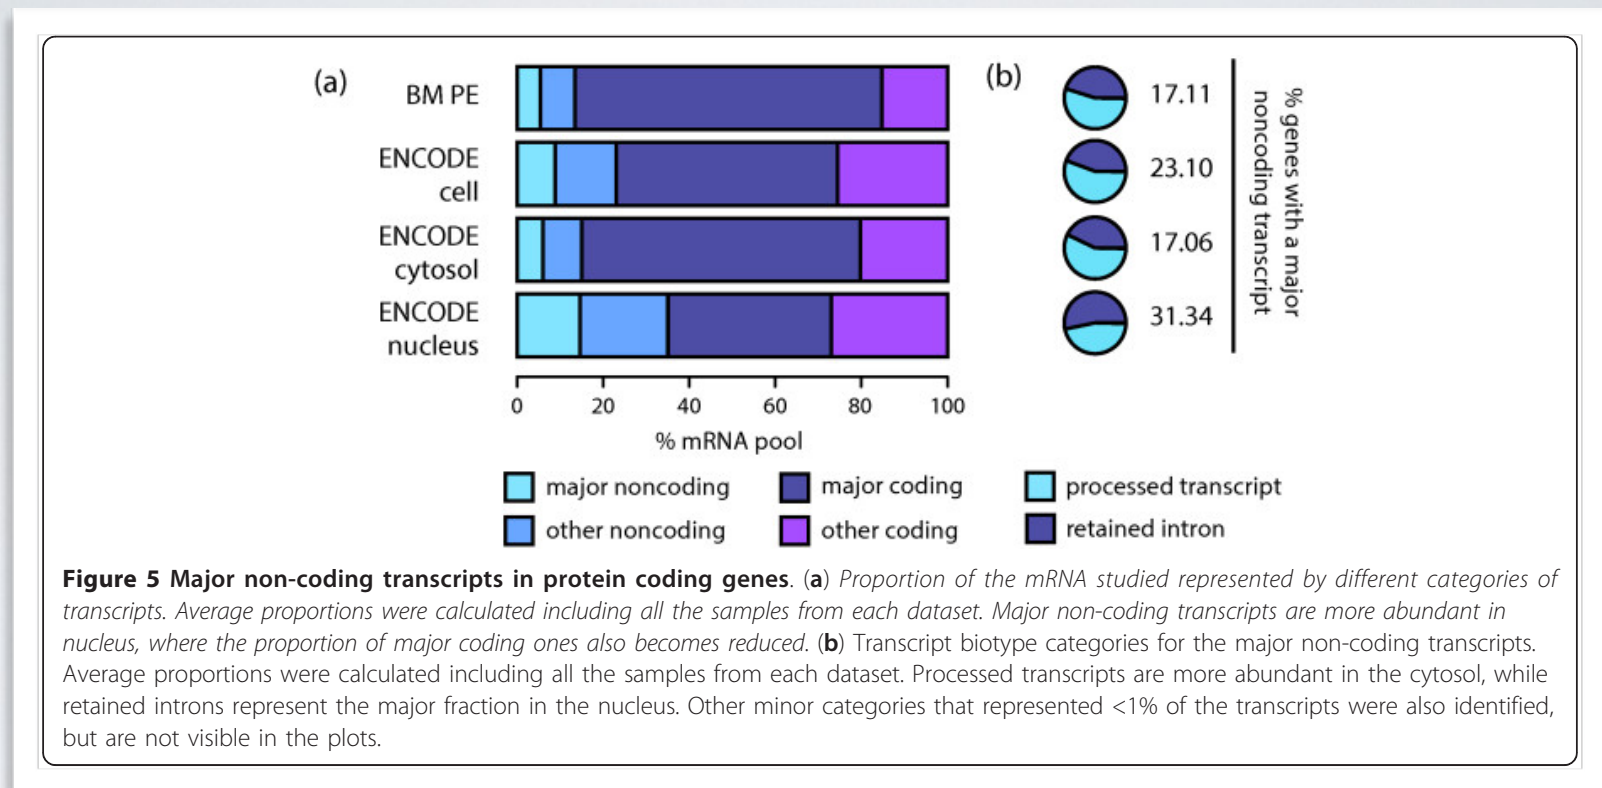 (a)
BM PE
ENCODE
cell
ENCODE
cytosol
ENCODE
nucleus
0 20 40 60 80 100
% mRNA pool
(b)
17.11
23.10
17.06
31.34
% genes with a major
noncoding transcript
major noncoding
other noncoding
major coding
other coding
processed transcript
retained intron
Figure 5 Major non-coding transcripts in protein coding genes. (a) Proportion of the mRNA studied represented by different categories of
transcripts. Average proportions were calculated including all the samples from each dataset. Major non-coding transcripts are more abundant in
nucleus, where the proportion of major coding ones also becomes reduced. (b) Transcript biotype categories for the major non-coding transcripts.
Average proportions were calculated including all the samples from each dataset. Processed transcripts are more abundant in the cytosol, while
retained introns represent the major fraction in the nucleus. Other minor categories that represented <1% of the transcripts were also identified,
but are not visible in the plots.